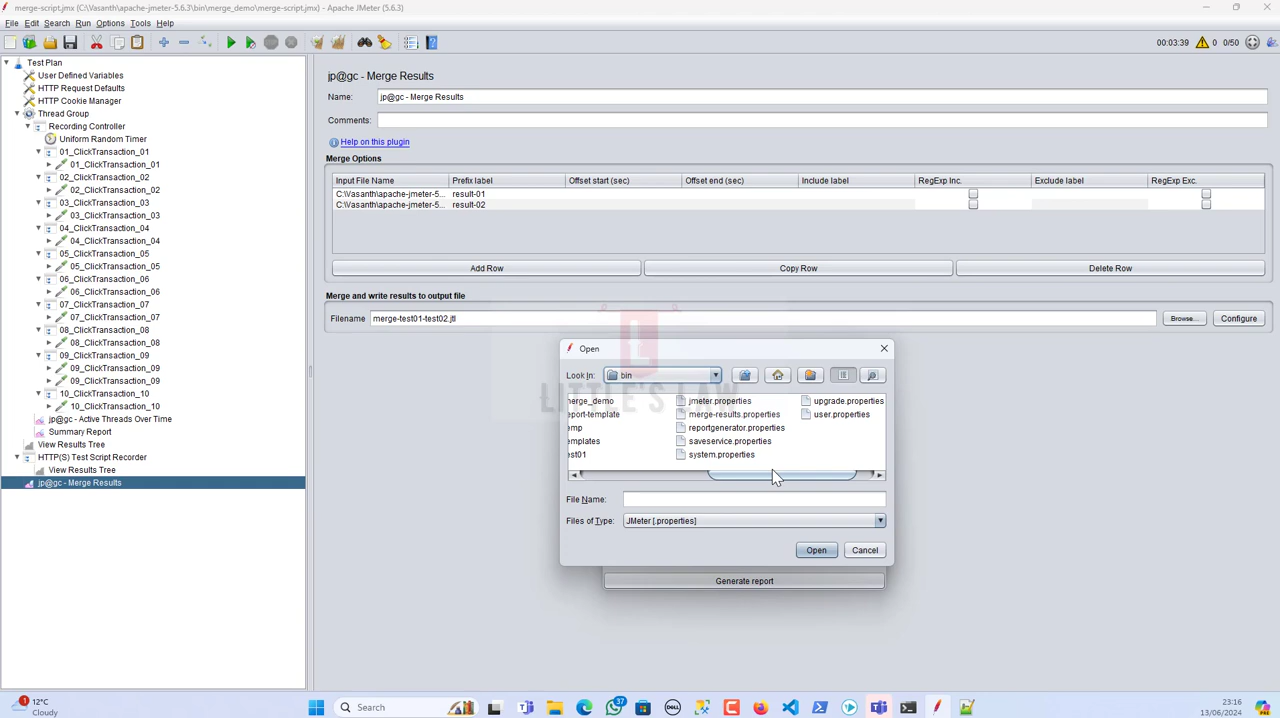 merge-script.jmx (C:\Vasanth\apache-jmeter-5.6.3\bin\merge_demo\merge-script.jmx) - Apache JMeter (5.6.3)
File Edit Search Run Options Tools Help
00:03:39 0 0/50
Test Plan
User Defined Variables
HTTP Request Defaults
HTTP Cookie Manager
Thread Group
Recording Controller
Uniform Random Timer
01_ClickTransaction_01
01_ClickTransaction_01
02_ClickTransaction_02
02_ClickTransaction_02
03_ClickTransaction_03
03_ClickTransaction_03
04_ClickTransaction_04
04_ClickTransaction_04
05_ClickTransaction_05
05_ClickTransaction_05
06_ClickTransaction_06
06_ClickTransaction_06
07_ClickTransaction_07
07_ClickTransaction_07
08_ClickTransaction_08
08_ClickTransaction_08
09_ClickTransaction_09
09_ClickTransaction_09
09_ClickTransaction_09
10_ClickTransaction_10
10_ClickTransaction_10
jp@gc - Active Threads Over Time
Summary Report
View Results Tree
HTTP(S) Test Script Recorder
View Results Tree
jp@gc - Merge Results
jp@gc - Merge Results
Name: jp@gc - Merge Results
Comments:
Help on this plugin
Merge Options
Input File Name Prefix label Offset start (sec) Offset end (sec) Include label RegExp Inc. Exclude label RegExp Exc.
C:\Vasanth\apache-jmeter-5... result-01
C:\Vasanth\apache-jmeter-5... result-02
Add Row Copy Row Delete Row
Merge and write results to output file
Filename merge-test01-test02.jtl Browse... Configure
Open
Look In: bin
LITTLE'S LAW
merge_demo jmeter.properties upgrade.properties
eport-template merge-results.properties user.properties
emp reportgenerator.properties
emplates saveservice.properties
est01 system.properties
File Name:
Files of Type: JMeter [.properties]
Open Cancel
Generate report
1 12°C
Cloudy
Search
37
DELL
23:16
13/06/2024